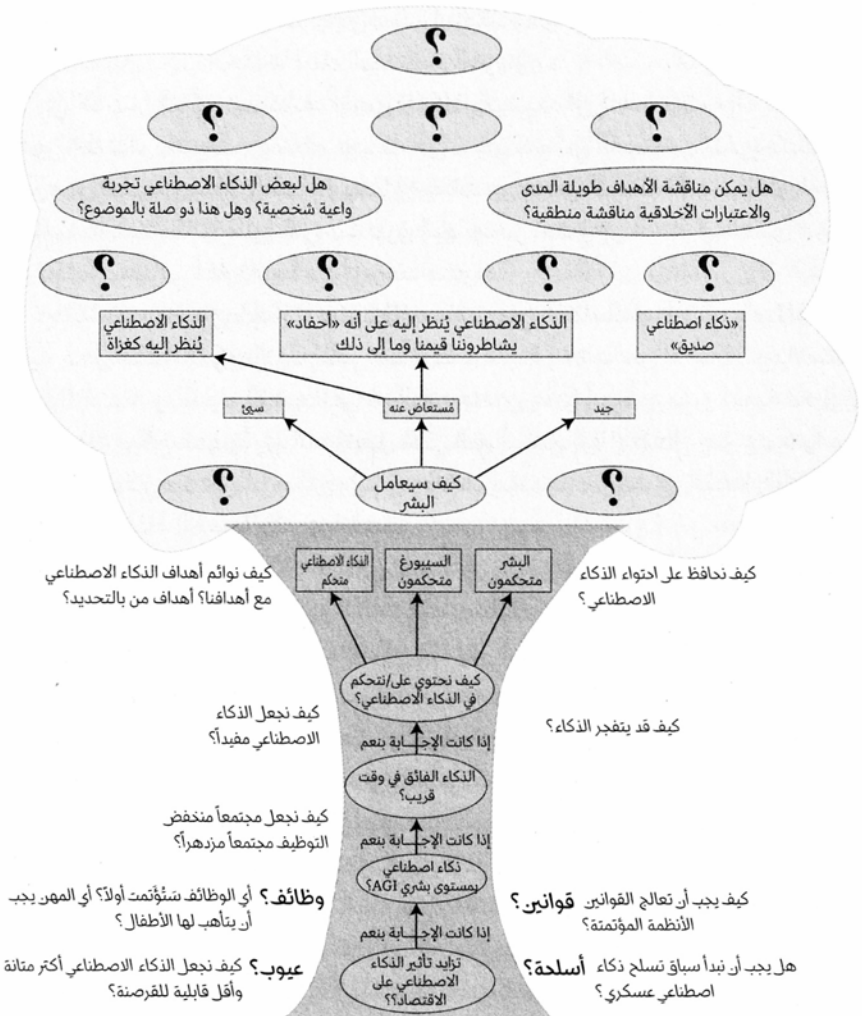 ؟
؟
؟
؟
هل يمكن مناقشة الأهداف طويلة المدى
والاعتبارات الأخلاقية مناقشة منطقية؟
هل لبعض الذكاء الاصطناعي تجربة
واعية شخصية؟ وهل هذا ذو صلة بالموضوع؟
؟
؟
؟
؟
«ذكاء اصطناعي
صديق»
الذكاء الاصطناعي يُنظر إليه على أنه «أحفاد»
يشاطروننا قيمنا وما إلى ذلك
الذكاء الاصطناعي
يُنظر إليه كغزاة
جيد
مُستعاض عنه
سيئ
؟
كيف سيعامل
البشر
؟
البشر
متحكمون
السيبورغ
متحكمون
الذكاء الاصطناعي
متحكم
كيف نحافظ على احتواء الذكاء
الاصطناعي؟
كيف نوائم أهداف الذكاء الاصطناعي
مع أهدافنا؟ أهداف من بالتحديد؟
كيف نحتوي على/نتحكم
في الذكاء الاصطناعي؟
كيف قد يتفجر الذكاء؟
كيف نجعل الذكاء
الاصطناعي مفيداً؟
إذا كانت الإجـــابة بنعم
الذكاء الفائق في وقت
قريب؟
كيف نجعل مجتمعاً منخفض
التوظيف مجتمعاً مزدهراً؟
إذا كانت الإجـــابة بنعم
ذكاء اصطناعي
بمستوى بشري AGI؟
قوانين؟ كيف يجب أن تعالج القوانين
الأنظمة المؤتمتة؟
وظائف؟ أي الوظائف سَتُؤَتمت أولاً؟ أي المهن يجب
أن يتأهب لها الأطفال؟
إذا كانت الإجـــابة بنعم
تزايد تأثير الذكاء
الاصطناعي على
الاقتصاد؟؟
أسلحة؟ هل يجب أن نبدأ سباق تسلح ذكاء
اصطناعي عسكري؟
عيوب؟ كيف نجعل الذكاء الاصطناعي أكثر متانة
وأقل قابلية للقرصنة؟